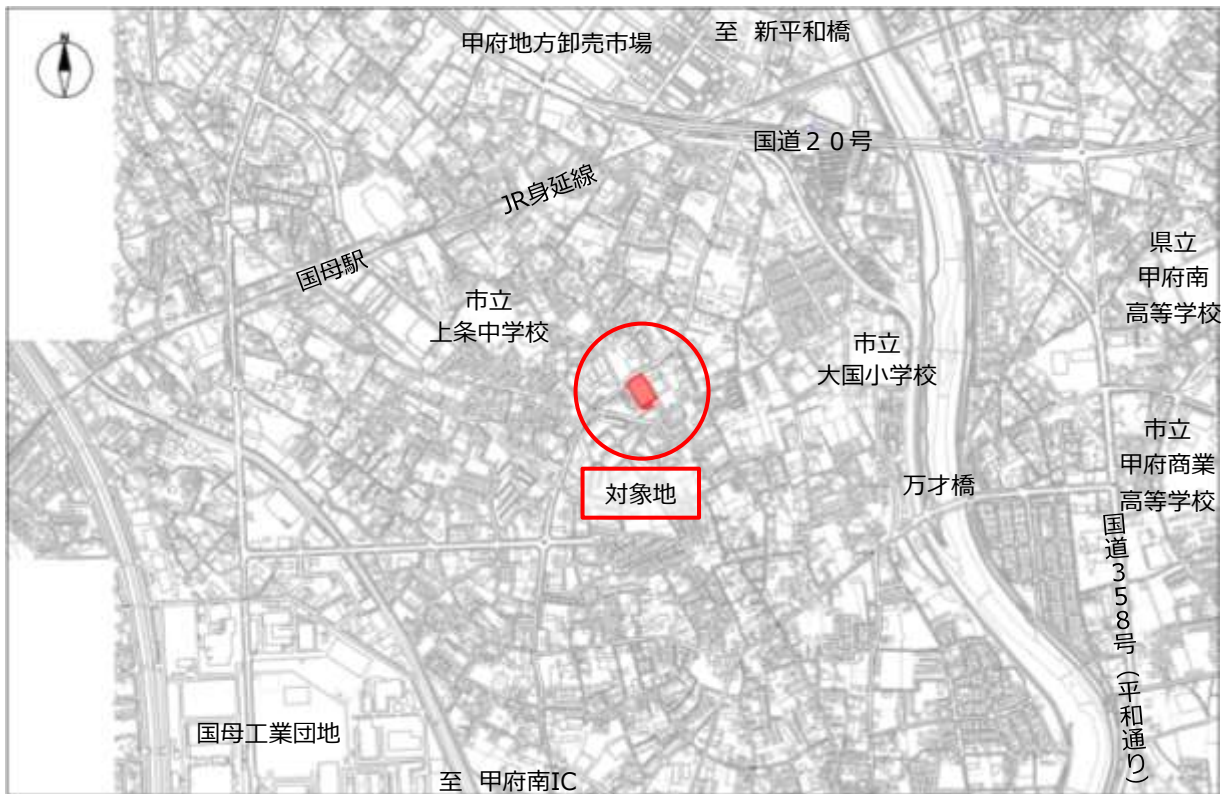 N
甲府地方卸売市場
至 新平和橋
国道２０号
JR身延線
国母駅
県立
甲府南
高等学校
市立
上条中学校
市立
大国小学校
対象地
万才橋
市立
甲府商業
高等学校
国道358号（平和通り）
国母工業団地
至 甲府南IC